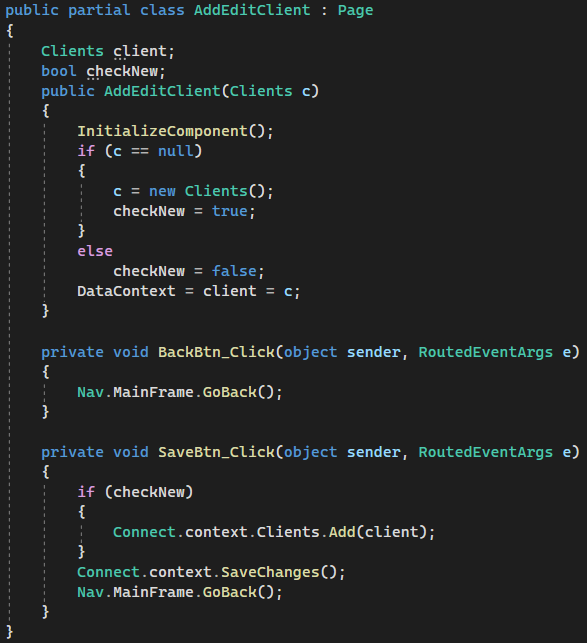 public partial class AddEditClient : Page
{
Clients client;
bool checkNew;
public AddEditClient(Clients c)
{
InitializeComponent();
if (c == null)
{
c = new Clients();
checkNew = true;
}
else
checkNew = false;
DataContext = client = c;
}
private void BackBtn_Click(object sender, RoutedEventArgs e)
{
Nav.MainFrame.GoBack();
}
private void SaveBtn_Click(object sender, RoutedEventArgs e)
{
if (checkNew)
{
Connect.context.Clients.Add(client);
}
Connect.context.SaveChanges();
Nav.MainFrame.GoBack();
}
}